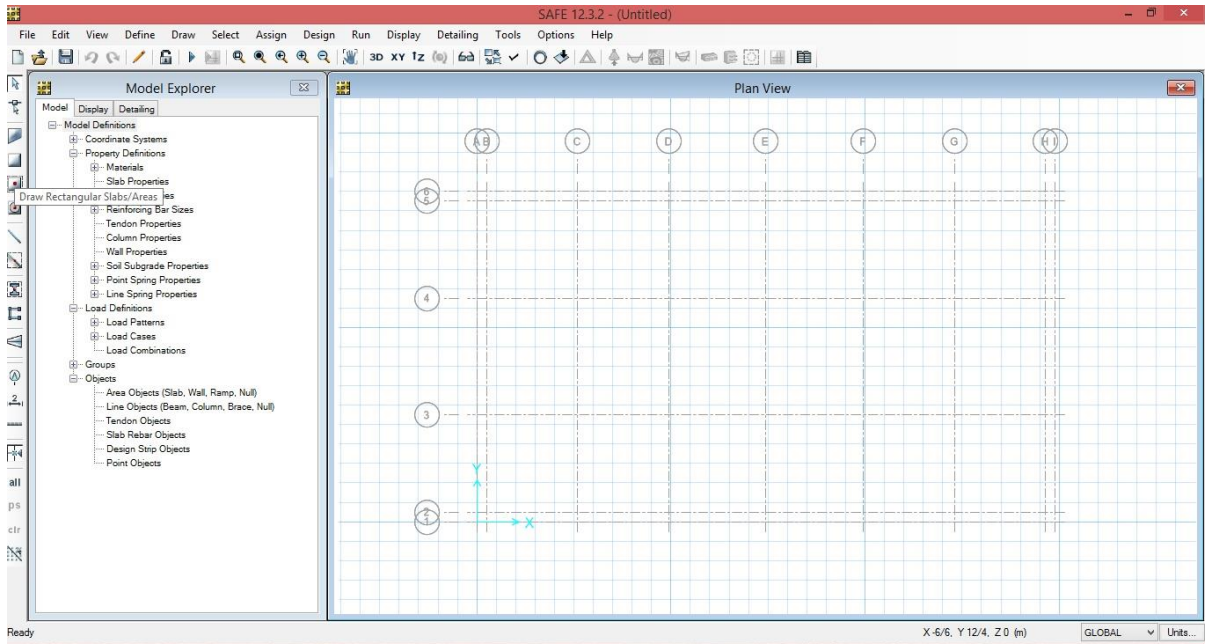 SAFE 12.3.2 - (Untitled)
File Edit View Define Draw Select Assign Design Run Display Detailing Tools Options Help
3D XY
Model Explorer
Model Display Detailing
Model Definitions
Coordinate Systems
Property Definitions
Materials
Slab Properties
Draw Rectangular Slabs/Areas
es
Reinforcing Bar Sizes
Tendon Properties
Column Properties
Wall Properties
Soil Subgrade Properties
Point Spring Properties
Line Spring Properties
Load Definitions
Load Patterns
Load Cases
Load Combinations
Groups
Objects
Area Objects (Slab, Wall, Ramp, Null)
Line Objects (Beam, Column, Brace, Null)
Tendon Objects
Slab Rebar Objects
Design Strip Objects
Point Objects
all
ps
clr
Plan View
A B C D E F G H I
6
5
4
3
2
1
Y
X
Ready
X -6/6, Y 12/4, Z 0 (m)
GLOBAL
Units...